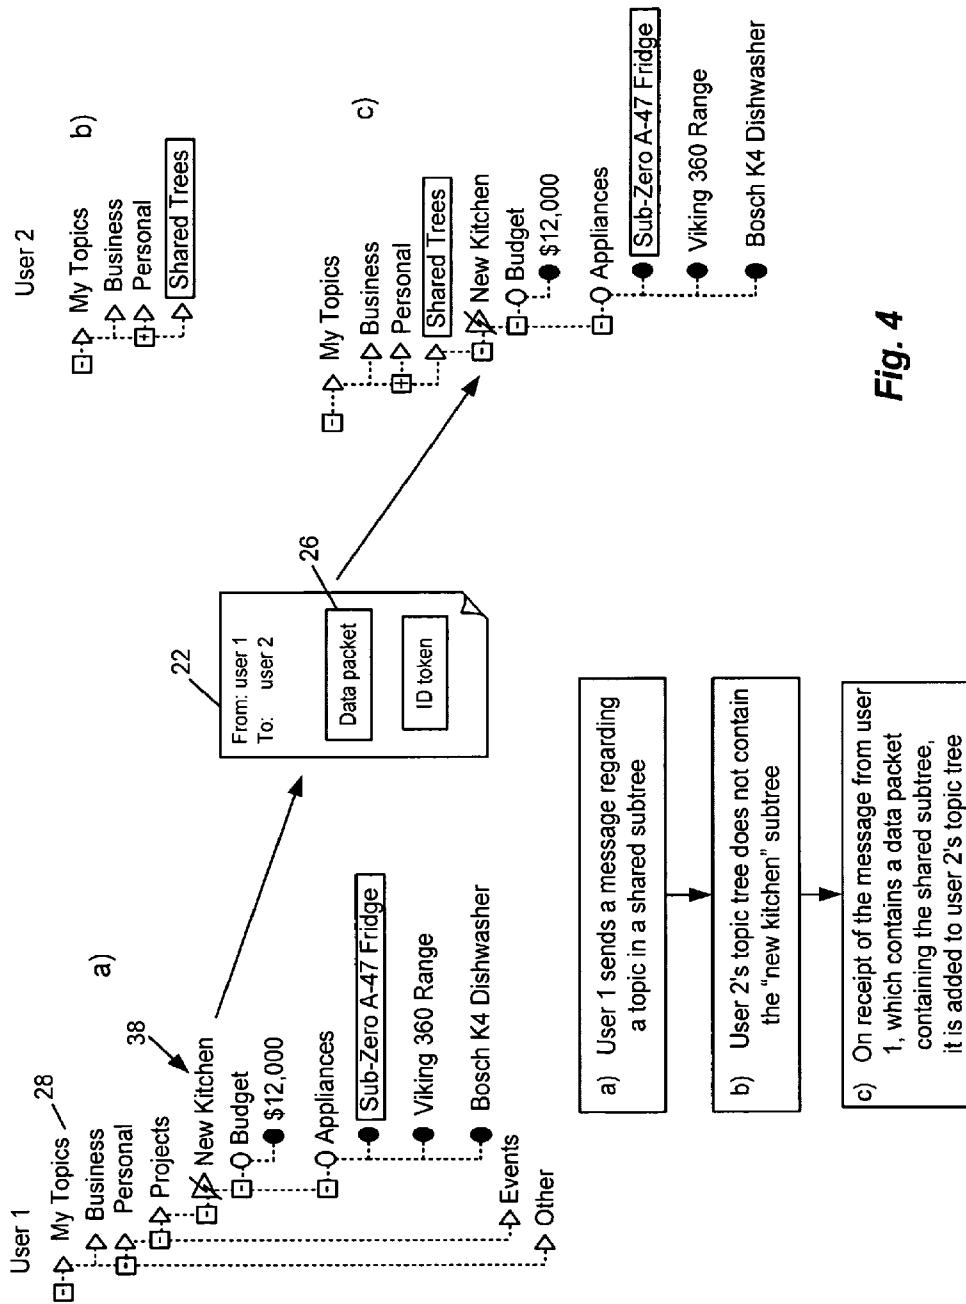 User 1
My Topics
28
Business
Personal
Projects
38
New Kitchen
Budget
$12,000
Appliances
Sub-Zero A-47 Fridge
Viking 360 Range
Bosch K4 Dishwasher
Events
Other
a)
22
From: user 1
To: user 2
26
Data packet
ID token
User 2
b)
My Topics
Business
Personal
Shared Trees
c)
My Topics
Business
Personal
Shared Trees
New Kitchen
Budget
$12,000
Appliances
Sub-Zero A-47 Fridge
Viking 360 Range
Bosch K4 Dishwasher
a) User 1 sends a message regarding
a topic in a shared subtree
b) User 2's topic tree does not contain
the "new kitchen" subtree
c) On receipt of the message from user
1, which contains a data packet
containing the shared subtree,
it is added to user 2's topic tree
Fig. 4